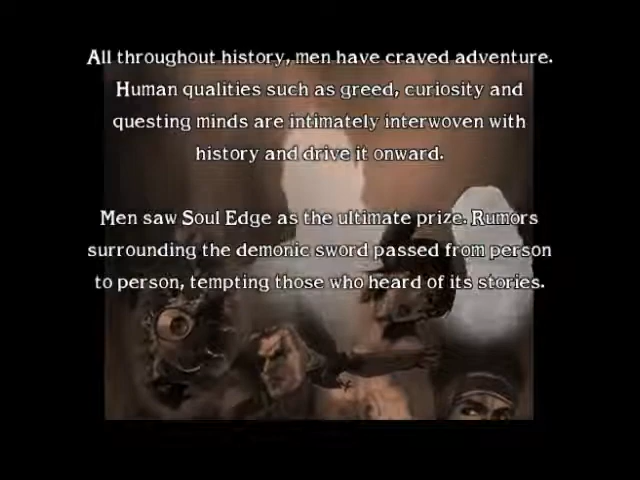 All throughout history, men have craved adventure.
Human qualities such as greed, curiosity and
questing minds are intimately interwoven with
history and drive it onward.
Men saw Soul Edge as the ultimate prize. Rumors
surrounding the demonic sword passed from person
to person, tempting those who heard of its stories.